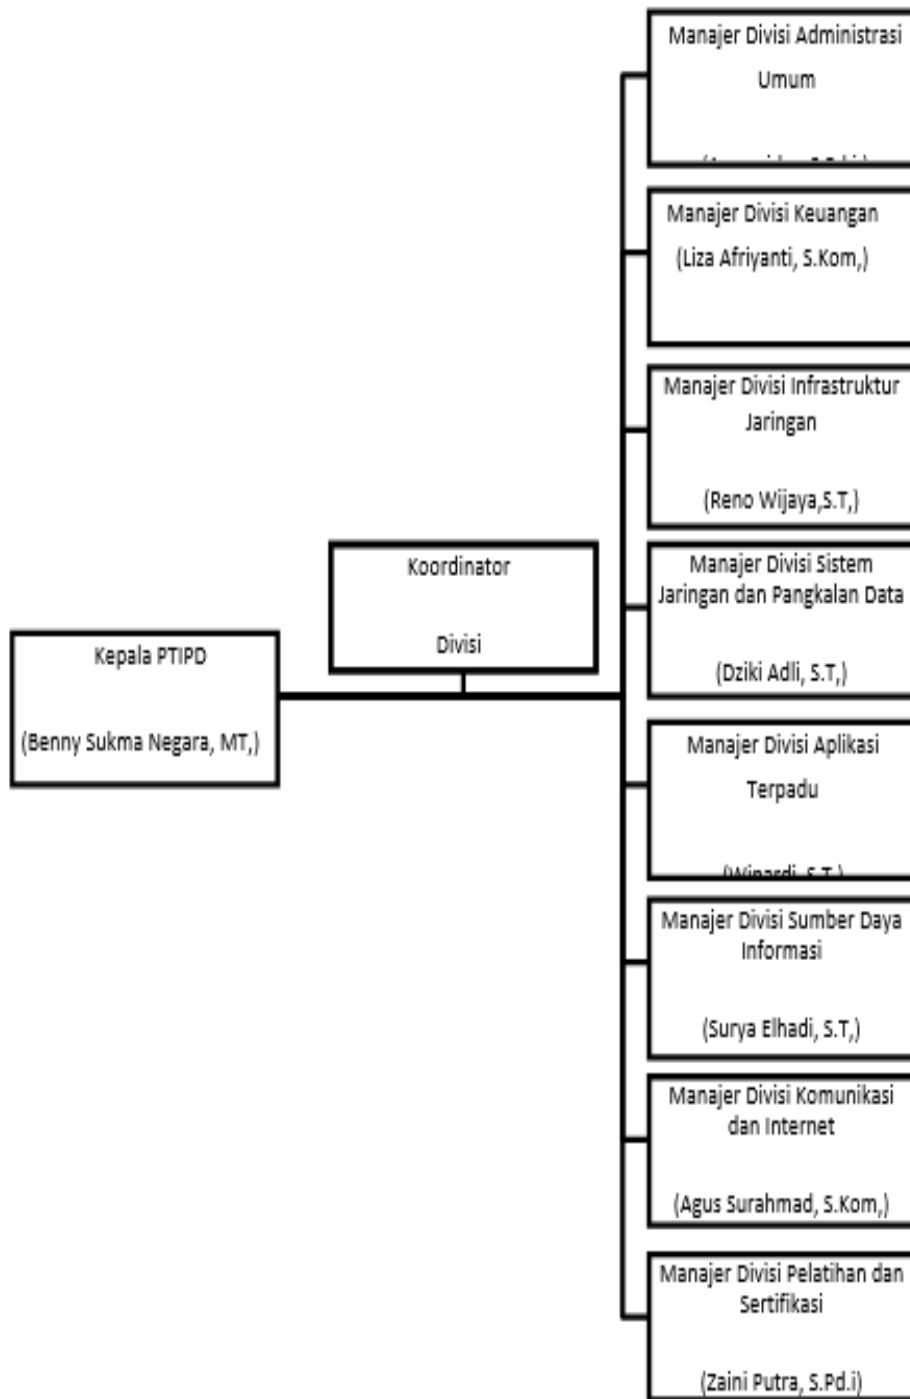 Manajer Divisi Administrasi
Umum
Manajer Divisi Keuangan
(Liza Afriyanti, S.Kom,)
Manajer Divisi Infrastruktur
Jaringan
(Reno Wijaya,S.T,)
Koordinator
Divisi
Manajer Divisi Sistem
Jaringan dan Pangkalan Data
(Dziki Adli, S.T,)
Kepala PTIPD
(Benny Sukma Negara, MT,)
Manajer Divisi Aplikasi
Terpadu
(Winardi, S.T,)
Manajer Divisi Sumber Daya
Informasi
(Surya Elhadi, S.T,)
Manajer Divisi Komunikasi
dan Internet
(Agus Surahmad, S.Kom,)
Manajer Divisi Pelatihan dan
Sertifikasi
(Zaini Putra, S.Pd.i)